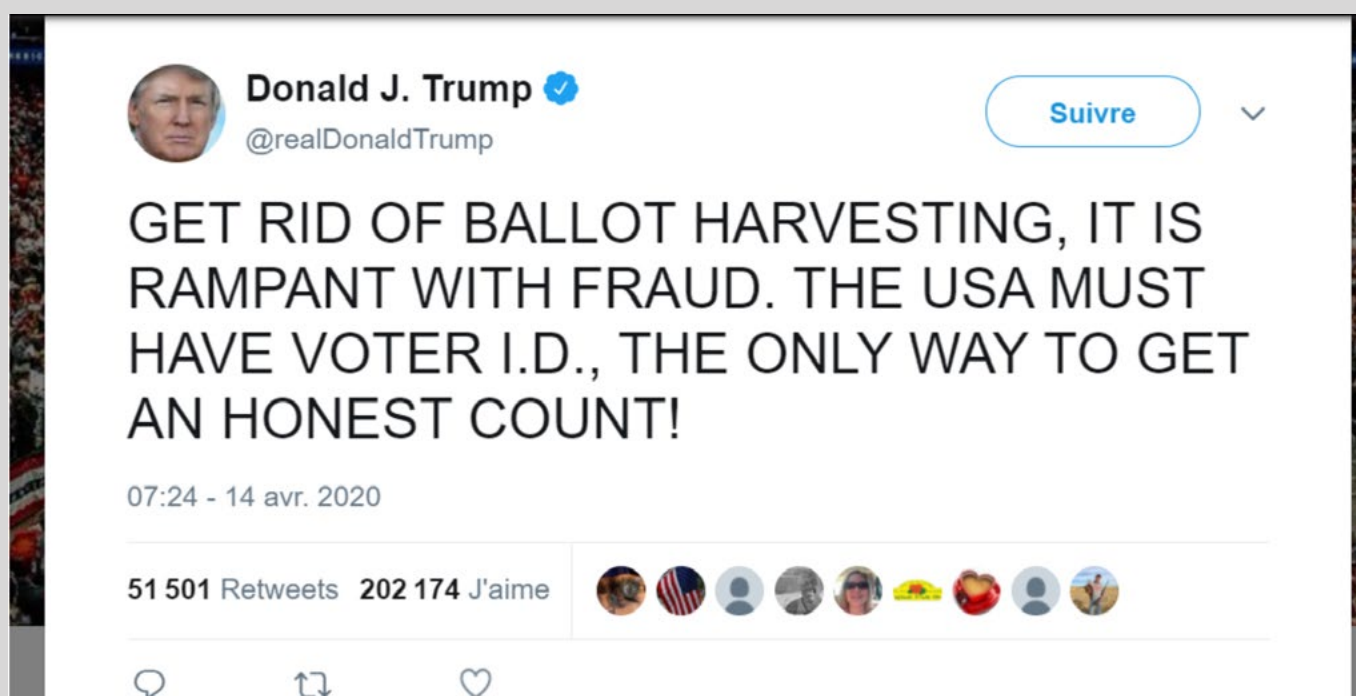 Donald J. Trump
@realDonaldTrump
Suivre
GET RID OF BALLOT HARVESTING, IT IS
RAMPANT WITH FRAUD. THE USA MUST
HAVE VOTER I.D., THE ONLY WAY TO GET
AN HONEST COUNT!
07:24 - 14 avr. 2020
51 501 Retweets 202 174 J'aime